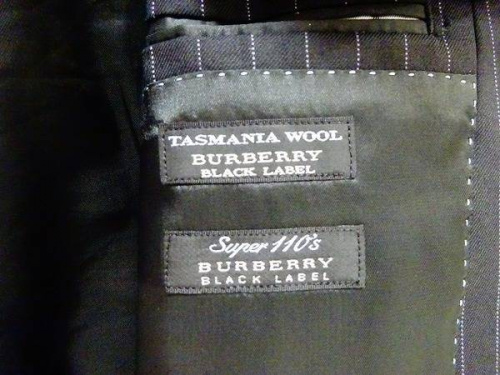 TASMANIA WOOL
BURBERRY
BLACK LABEL
Super 110's
BURBERRY
BLACK LABEL